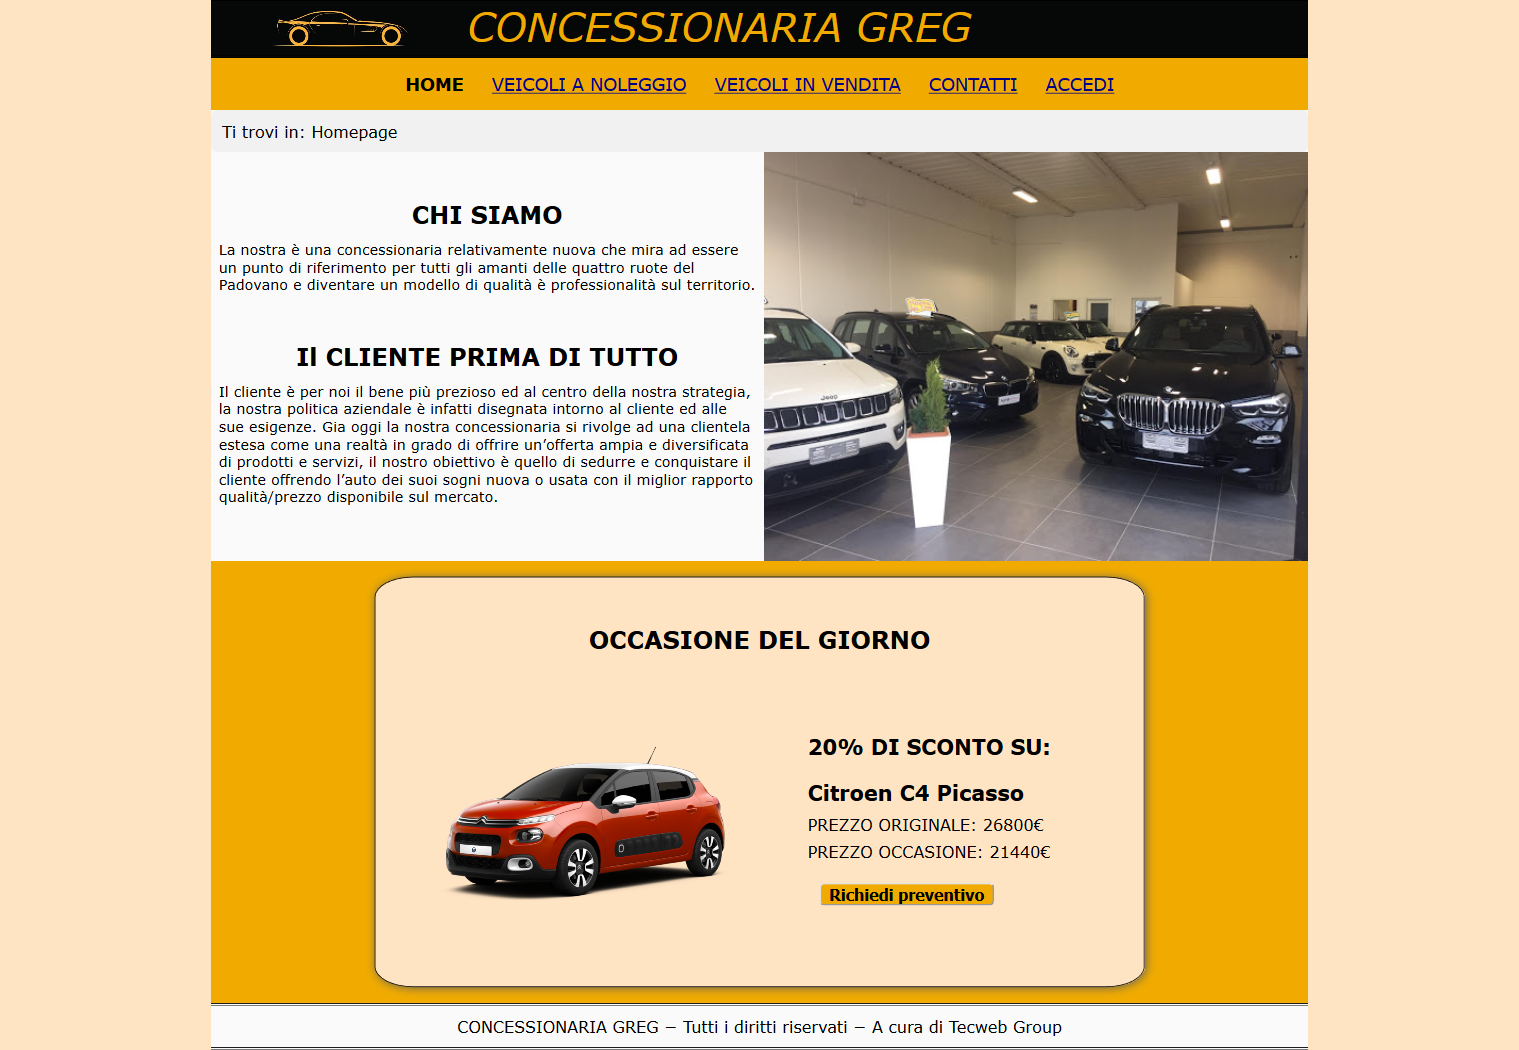 CONCESSIONARIA GREG
HOME VEICOLI A NOLEGGIO VEICOLI IN VENDITA CONTATTI ACCEDI
Ti trovi in: Homepage
CHI SIAMO
La nostra è una concessionaria relativamente nuova che mira ad essere
un punto di riferimento per tutti gli amanti delle quattro ruote del
Padovano e diventare un modello di qualità è professionalità sul territorio.
Il CLIENTE PRIMA DI TUTTO
Il cliente è per noi il bene più prezioso ed al centro della nostra strategia,
la nostra politica aziendale è infatti disegnata intorno al cliente ed alle
sue esigenze. Gia oggi la nostra concessionaria si rivolge ad una clientela
estesa come una realtà in grado di offrire un’offerta ampia e diversificata
di prodotti e servizi, il nostro obiettivo è quello di sedurre e conquistare il
cliente offrendo l’auto dei suoi sogni nuova o usata con il miglior rapporto
qualità/prezzo disponibile sul mercato.
Jeep
OCCASIONE DEL GIORNO
20% DI SCONTO SU:
Citroen C4 Picasso
PREZZO ORIGINALE: 26800€
PREZZO OCCASIONE: 21440€
Richiedi preventivo
CONCESSIONARIA GREG − Tutti i diritti riservati − A cura di Tecweb Group